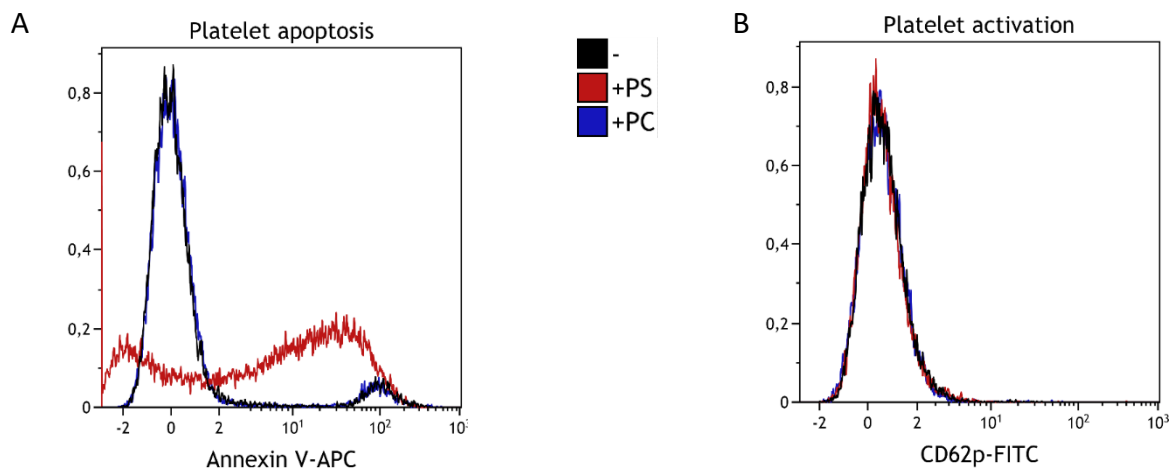 A
Platelet apoptosis
0,8
0,6
0,4
0,2
0
-2 0 2 10¹ 10² 10³
Annexin V-APC
-
+PS
+PC
B
Platelet activation
0,8
0,6
0,4
0,2
0
-2 0 2 10¹ 10² 10³
CD62p-FITC